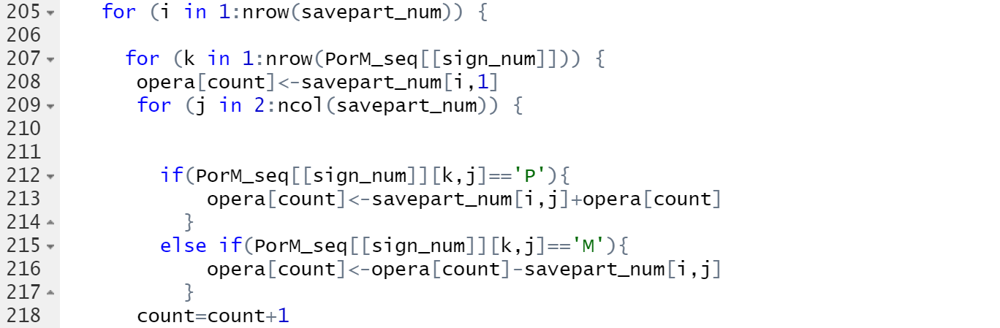 205 for (i in 1:nrow(savepart_num)) {
206
207 for (k in 1:nrow(PorM_seq[[sign_num]])) {
208 opera[count]<-savepart_num[i,1]
209 for (j in 2:ncol(savepart_num)) {
210
211
212 if(PorM_seq[[sign_num]][k,j]=='P'){
213 opera[count]<-savepart_num[i,j]+opera[count]
214 }
215 else if(PorM_seq[[sign_num]][k,j]=='M'){
216 opera[count]<-opera[count]-savepart_num[i,j]
217 }
218 count=count+1